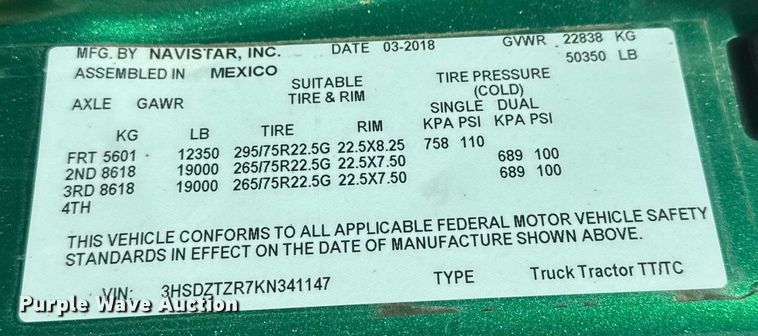 MFG. BY NAVISTAR, INC. DATE 03-2018 GVWR 22838 KG
50350 LB
ASSEMBLED IN MEXICO
SUITABLE TIRE PRESSURE
AXLE GAWR TIRE & RIM (COLD)
SINGLE DUAL
KG LB TIRE RIM KPA PSI KPA PSI
FRT 5601 12350 295/75R22.5G 22.5X8.25 758 110
2ND 8618 19000 265/75R22.5G 22.5X7.50 689 100
3RD 8618 19000 265/75R22.5G 22.5X7.50 689 100
4TH
THIS VEHICLE CONFORMS TO ALL APPLICABLE FEDERAL MOTOR VEHICLE SAFETY
STANDARDS IN EFFECT ON THE DATE OF MANUFACTURE SHOWN ABOVE.
VIN: 3HSDZTZR7KN341147 TYPE Truck Tractor TT/TC
Purple Wave Auction